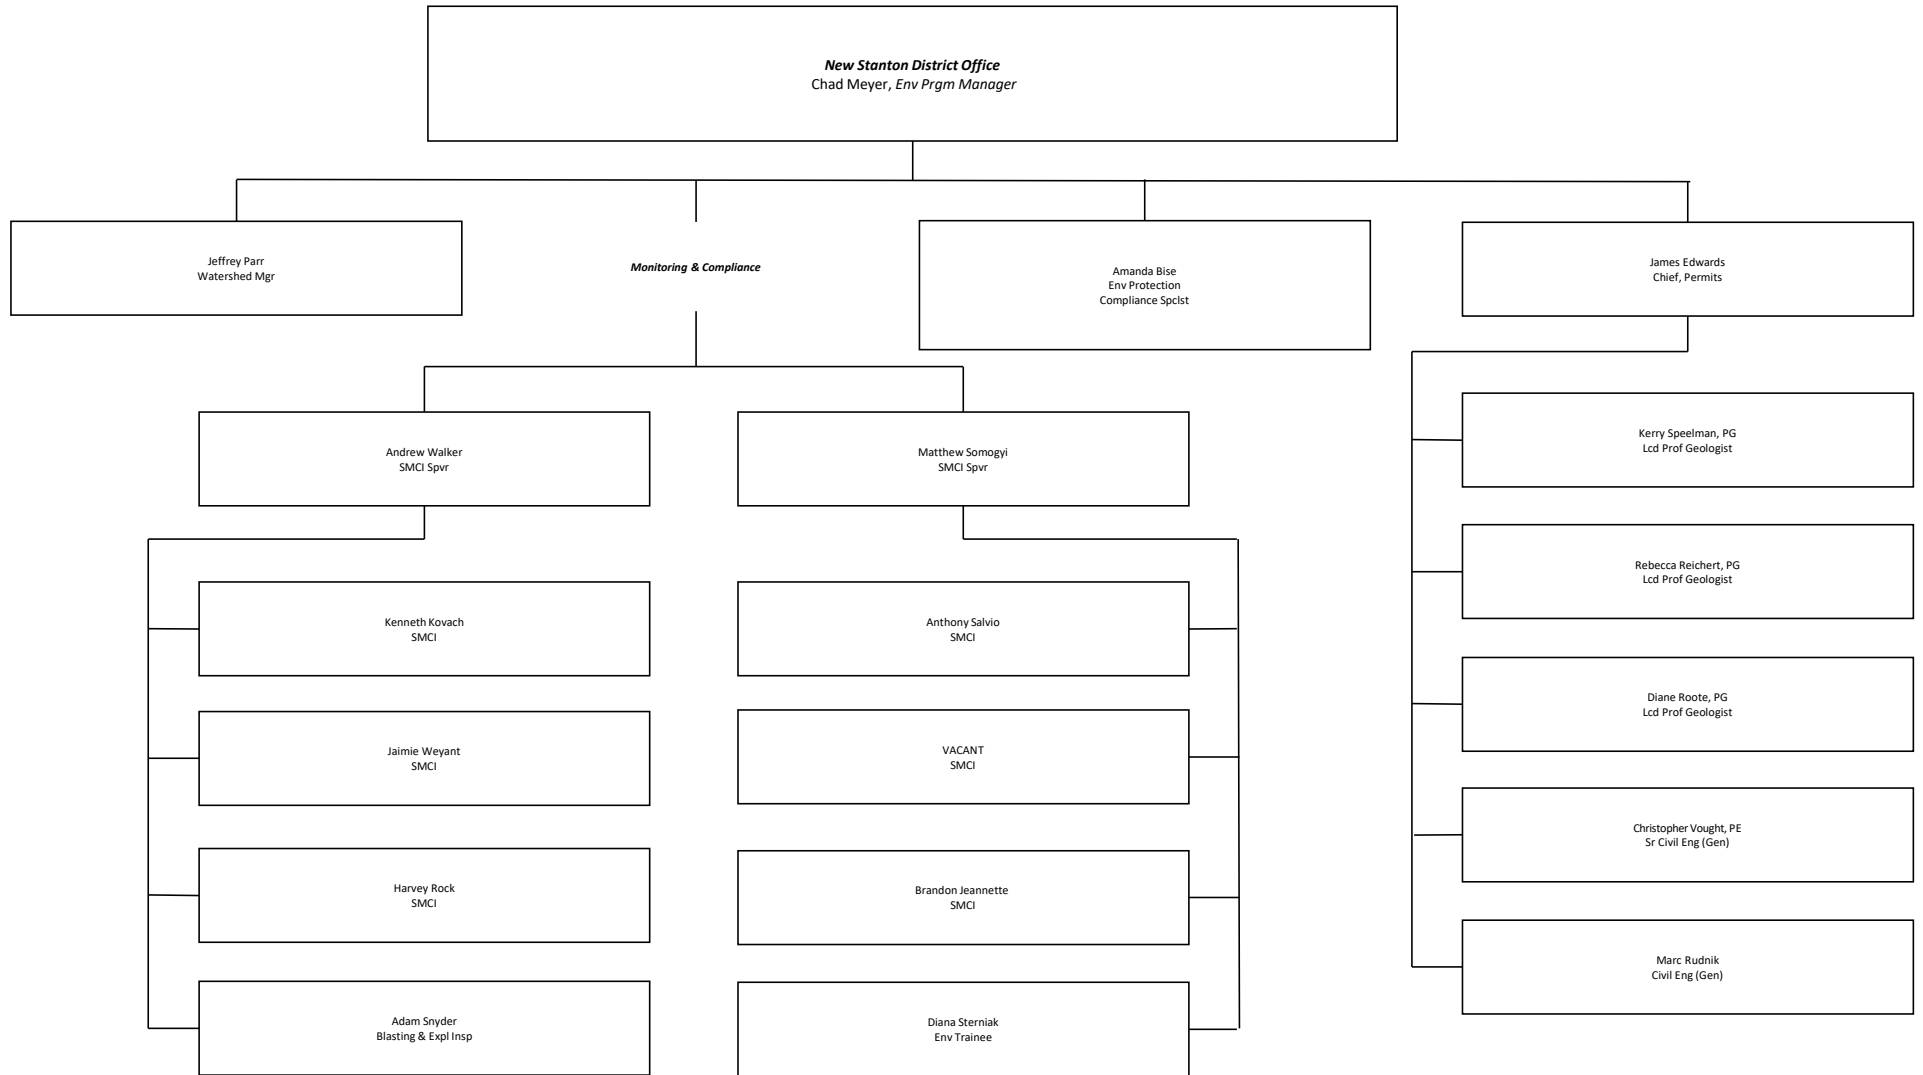 New Stanton District Office
Chad Meyer, Env Prgm Manager
Jeffrey Parr
Watershed Mgr
Monitoring & Compliance
Amanda Bise
Env Protection
Compliance Spclst
James Edwards
Chief, Permits
Andrew Walker
SMCI Spvr
Matthew Somogyi
SMCI Spvr
Kerry Speelman, PG
Lcd Prof Geologist
Rebecca Reichert, PG
Lcd Prof Geologist
Kenneth Kovach
SMCI
Anthony Salvio
SMCI
Diane Roote, PG
Lcd Prof Geologist
Jaimie Weyant
SMCI
VACANT
SMCI
Christopher Vought, PE
Sr Civil Eng (Gen)
Harvey Rock
SMCI
Brandon Jeannette
SMCI
Marc Rudnik
Civil Eng (Gen)
Adam Snyder
Blasting & Expl Insp
Diana Sterniak
Env Trainee